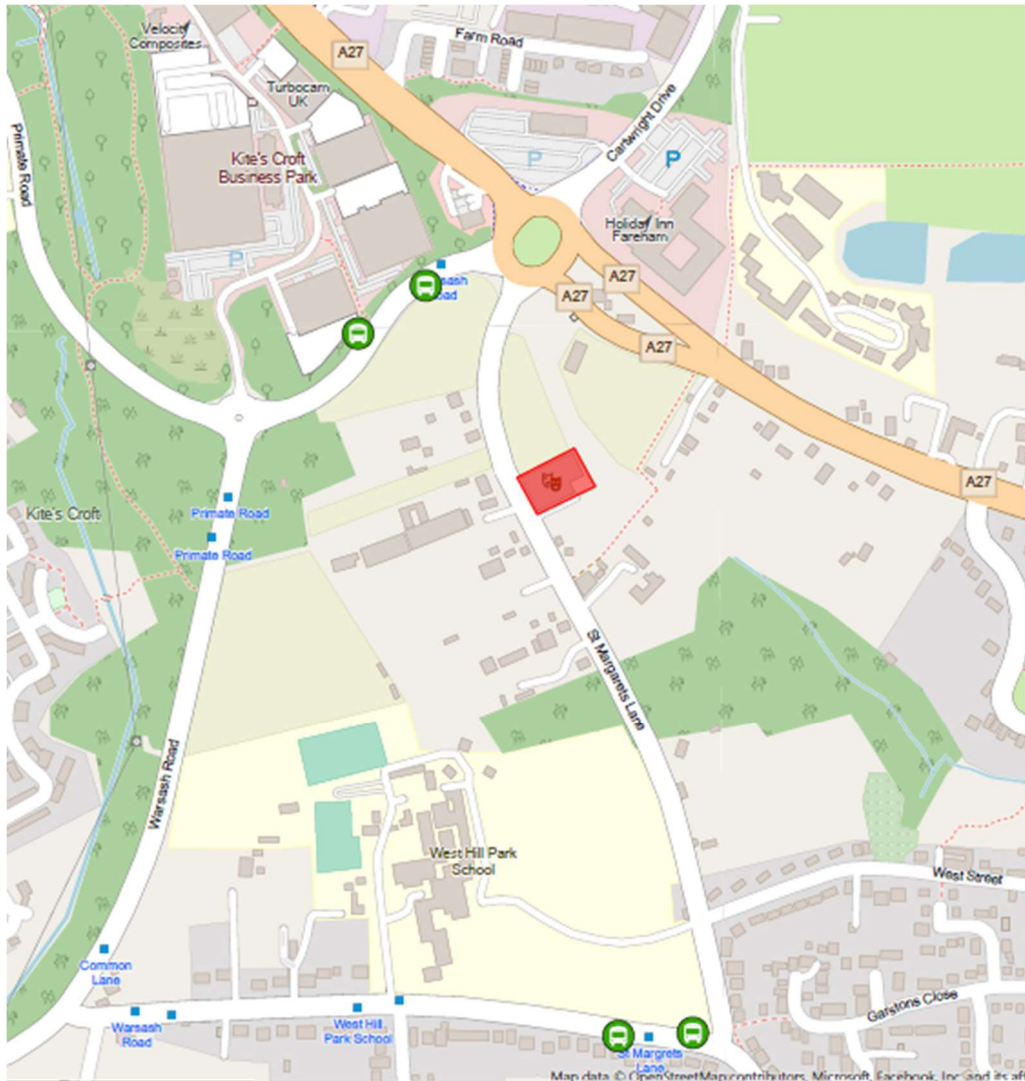 Velocity
Composites
A27
Farm Road
Turbocam
UK
Cartwright Drive
Primate Road
Kite's Croft
Business Park
P
P
P
Holiday Inn
Fareham
Road
A27
A27
A27
A27
Primate Road
Primate Road
Kite's Croft
St Margarets Lane
Warsash Road
West Hill Park
School
West Street
Common
Lane
Garstons Close
Warsash
Road
West Hill
Park School
St Margrets
Lane
Map data © OpenStreetMap contributors, Microsoft, Facebook, Inc. and its aff